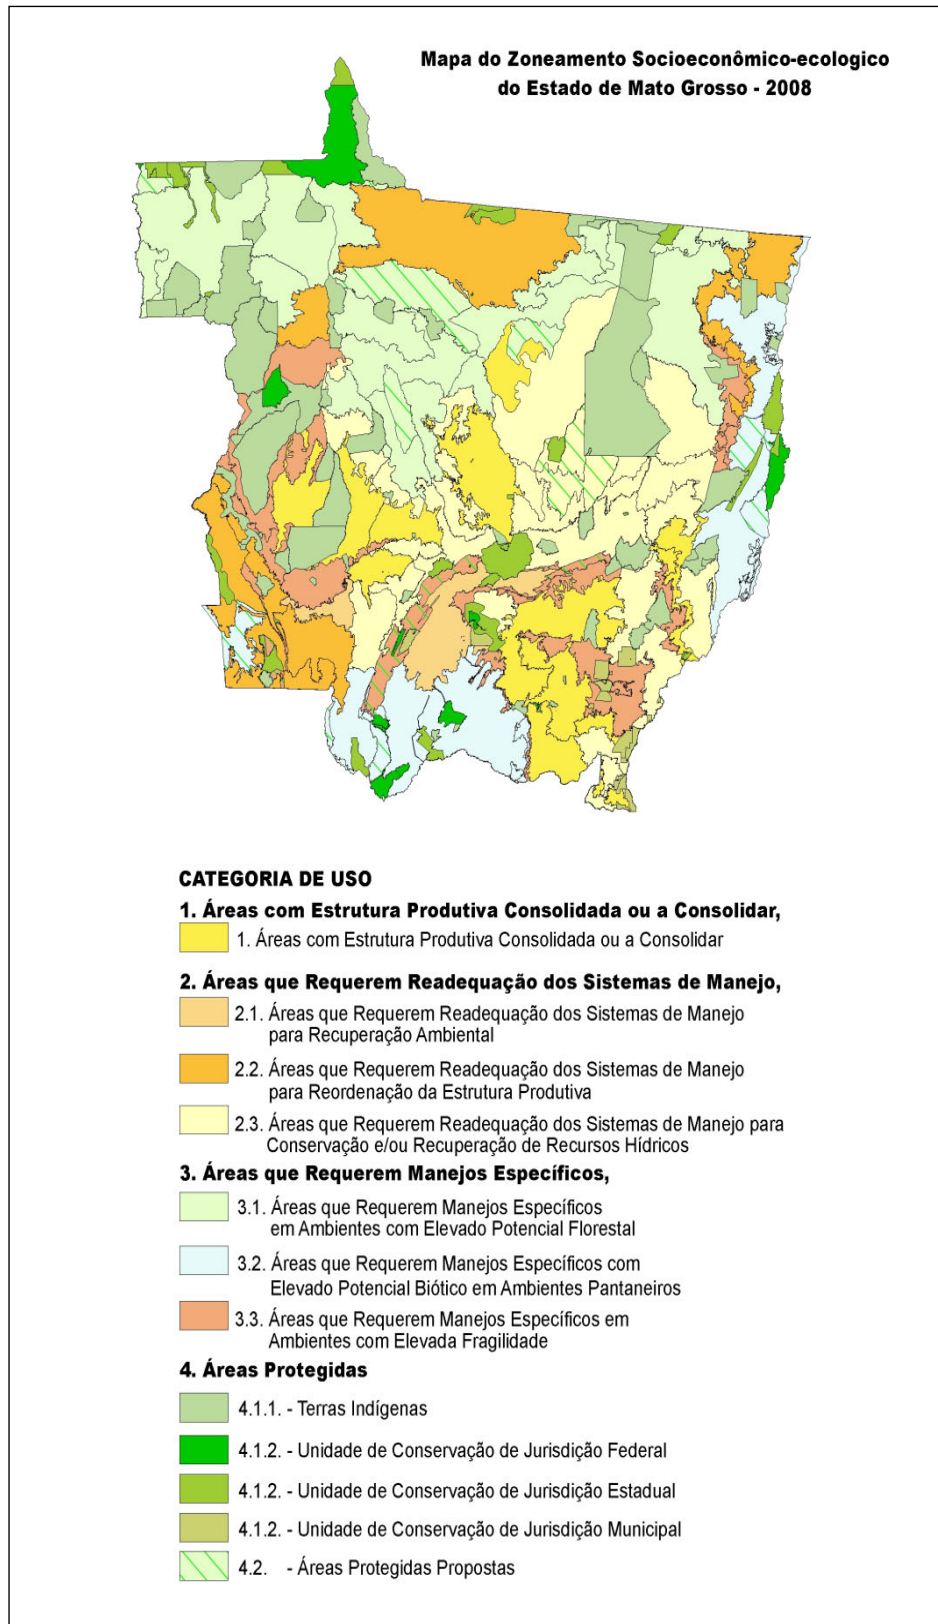 Mapa do Zoneamento Socioeconômico-ecologico
do Estado de Mato Grosso - 2008
CATEGORIA DE USO
1. Áreas com Estrutura Produtiva Consolidada ou a Consolidar,
1. Áreas com Estrutura Produtiva Consolidada ou a Consolidar
2. Áreas que Requerem Readequação dos Sistemas de Manejo,
2.1. Áreas que Requerem Readequação dos Sistemas de Manejo
para Recuperação Ambiental
2.2. Áreas que Requerem Readequação dos Sistemas de Manejo
para Reordenação da Estrutura Produtiva
2.3. Áreas que Requerem Readequação dos Sistemas de Manejo para
Conservação e/ou Recuperação de Recursos Hídricos
3. Áreas que Requerem Manejos Específicos,
3.1. Áreas que Requerem Manejos Específicos
em Ambientes com Elevado Potencial Florestal
3.2. Áreas que Requerem Manejos Específicos com
Elevado Potencial Biótico em Ambientes Pantaneiros
3.3. Áreas que Requerem Manejos Específicos em
Ambientes com Elevada Fragilidade
4. Áreas Protegidas
4.1.1. - Terras Indígenas
4.1.2. - Unidade de Conservação de Jurisdição Federal
4.1.2. - Unidade de Conservação de Jurisdição Estadual
4.1.2. - Unidade de Conservação de Jurisdição Municipal
4.2. - Áreas Protegidas Propostas